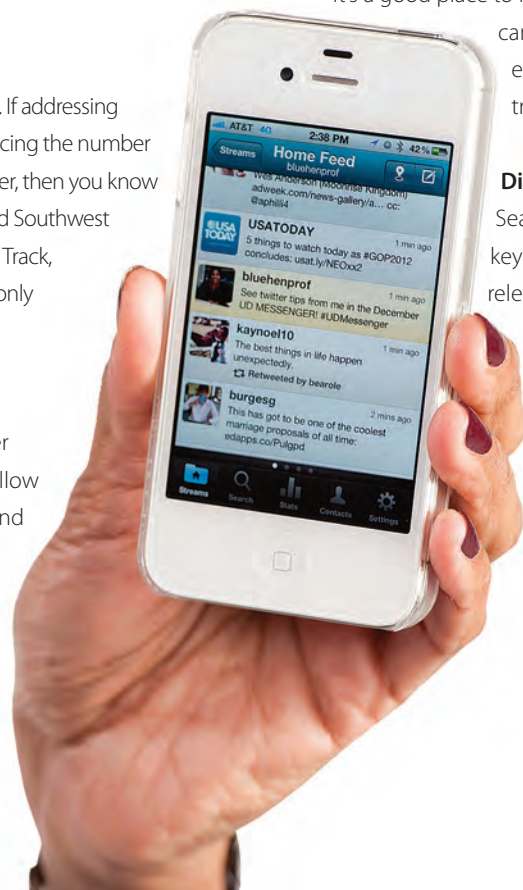 It's a good place to
. If addressing
cing the number
er, then you know
d Southwest
Track,
only
er
llow
nd
AT&T 4G 2:38 PM 42%
Streams
Home Feed
bluehenprof
Wes Anderson (Moonrise Kingdom)
adweek.com/news-gallery/a... cc:
@aphilli4
USA TODAY
USATODAY
1 min ago
5 things to watch today as #GOP2012
concludes: usat.ly/NEOxx2
bluehenprof
1 min ago
See twitter tips from me in the December
UD MESSENGER! #UDMessenger
kaynoel10
1 min ago
The best things in life happen
unexpectedly.
Retweeted by bearole
burgesg
2 mins ago
This has got to be one of the coolest
marriage proposals of all time:
edapps.co/Pulgpd
Streams
Search
Stats
Contacts
Settings
can
e
tr
Di
Sea
key
rele